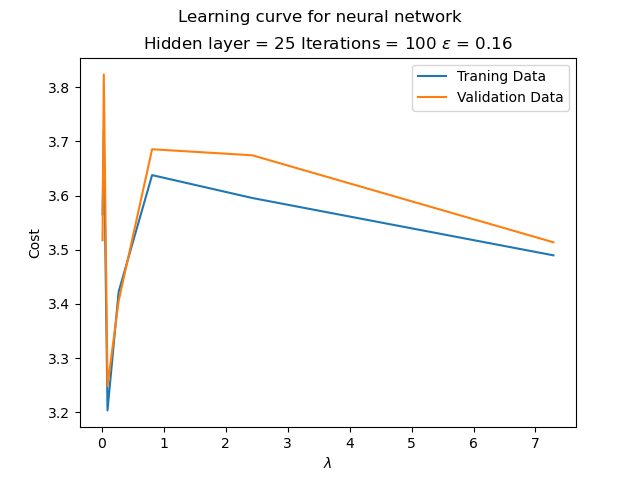 Learning curve for neural network
Hidden layer = 25 Iterations = 100 ε = 0.16
Traning Data
Validation Data
Cost
3.8
3.7
3.6
3.5
3.4
3.3
3.2
0 1 2 3 4 5 6 7
λ